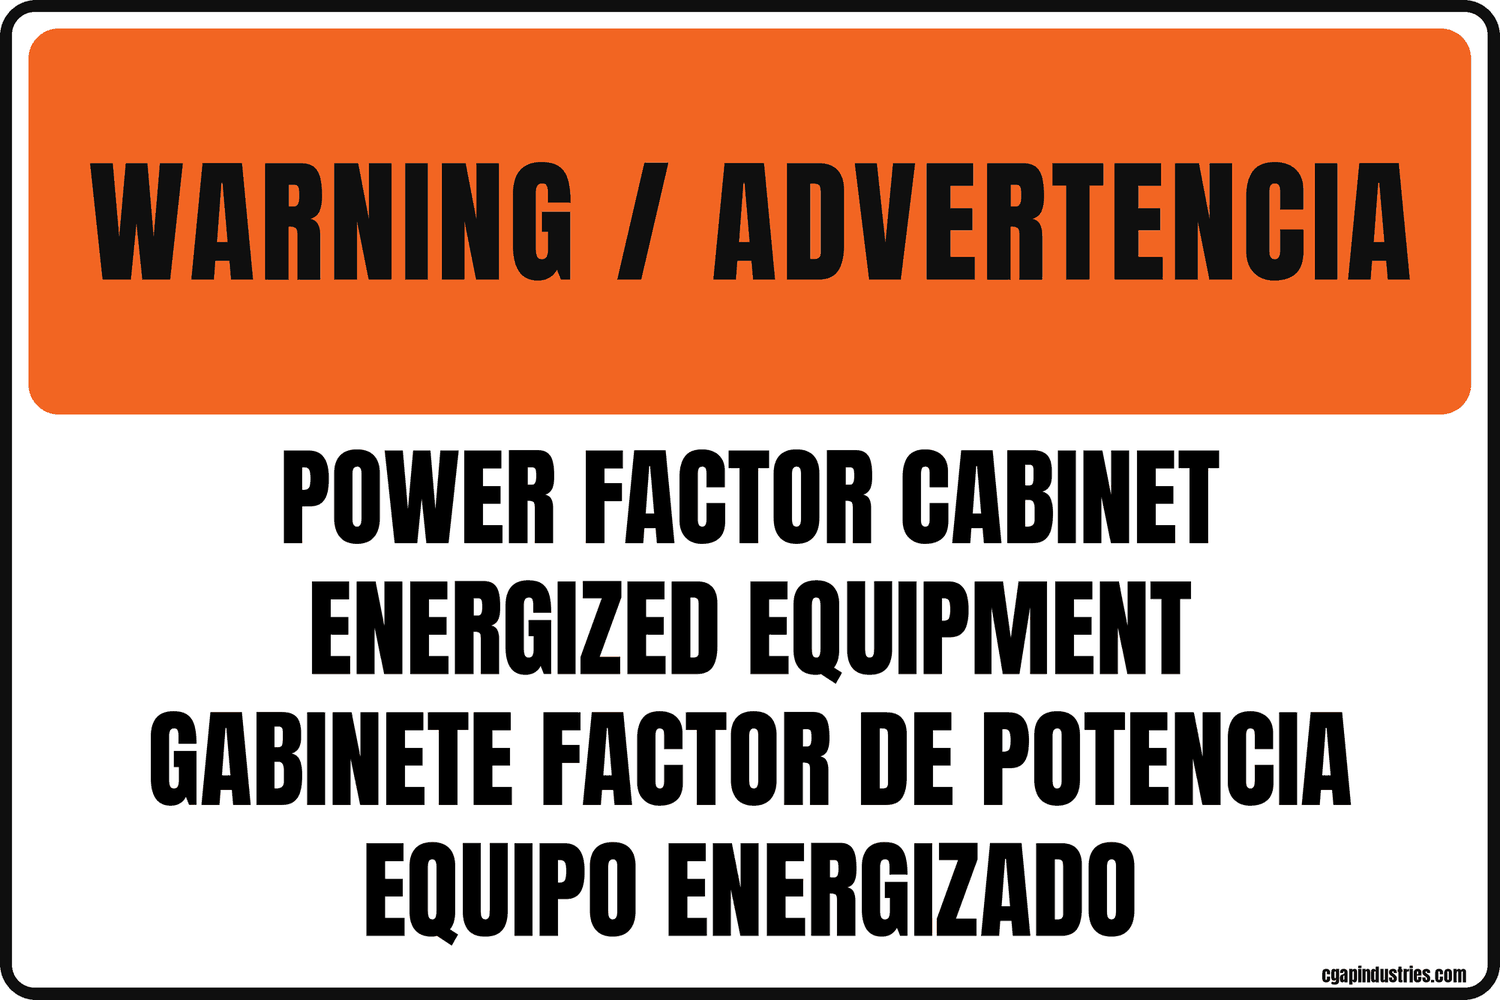 WARNING / ADVERTENCIA
POWER FACTOR CABINET
ENERGIZED EQUIPMENT
GABINETE FACTOR DE POTENCIA
EQUIPO ENERGIZADO
cgapindustries.com